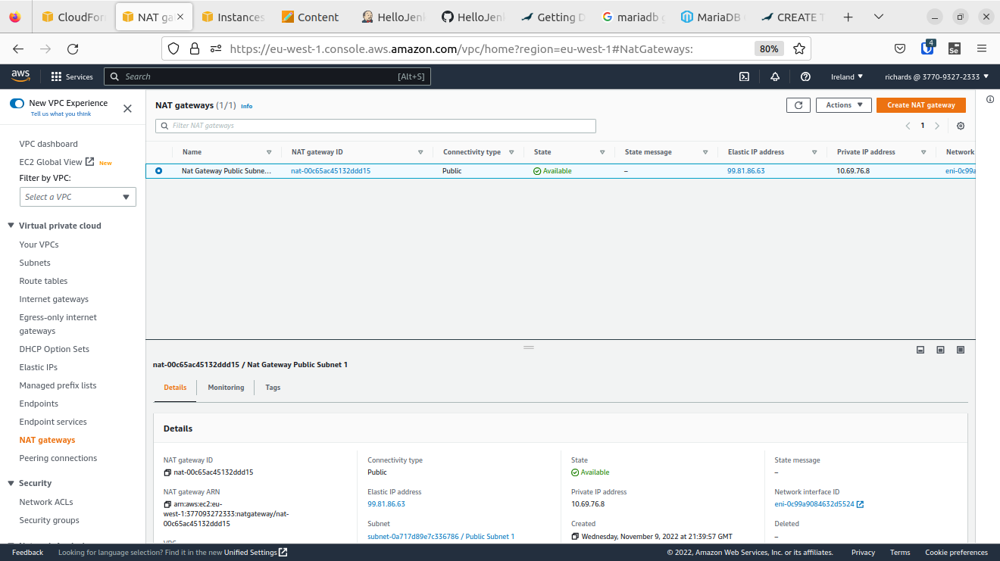 CloudForm
NAT ga
Instances
Content
HelloJenk
HelloJenk
Getting D
mariadb g
MariaDB
CREATE T
https://eu-west-1.console.aws.amazon.com/vpc/home?region=eu-west-1#NatGateways:
80%
4
Se
aws
Services
Search
[Alt+S]
Ireland
richards @ 3770-9327-2333
New VPC Experience
Tell us what you think
VPC dashboard
EC2 Global View New
Filter by VPC:
Select a VPC
Virtual private cloud
Your VPCs
Subnets
Route tables
Internet gateways
Egress-only internet
gateways
DHCP Option Sets
Elastic IPs
Managed prefix lists
Endpoints
Endpoint services
NAT gateways
Peering connections
Security
Network ACLs
Security groups
NAT gateways (1/1) Info
Actions
Create NAT gateway
Filter NAT gateways
1
Name
NAT gateway ID
Connectivity type
State
State message
Elastic IP address
Private IP address
Network
Nat Gateway Public Subne...
nat-00c65ac45132ddd15
Public
Available
–
99.81.86.63
10.69.76.8
eni-0c99a
nat-00c65ac45132ddd15 / Nat Gateway Public Subnet 1
Details
Monitoring
Tags
Details
NAT gateway ID
nat-00c65ac45132ddd15
Connectivity type
Public
State
Available
State message
–
NAT gateway ARN
arn:aws:ec2:eu-
west-1:377093272333:natgateway/nat-
00c65ac45132ddd15
Elastic IP address
99.81.86.63
Private IP address
10.69.76.8
Network interface ID
eni-0c99a9084632d5524
VPC
Subnet
subnet-0a717d89e7c336786 / Public Subnet 1
Created
Wednesday, November 9, 2022 at 21:39:57 GMT
Deleted
–
Feedback
Looking for language selection? Find it in the new Unified Settings
© 2022, Amazon Web Services, Inc. or its affiliates.
Privacy
Terms
Cookie preferences